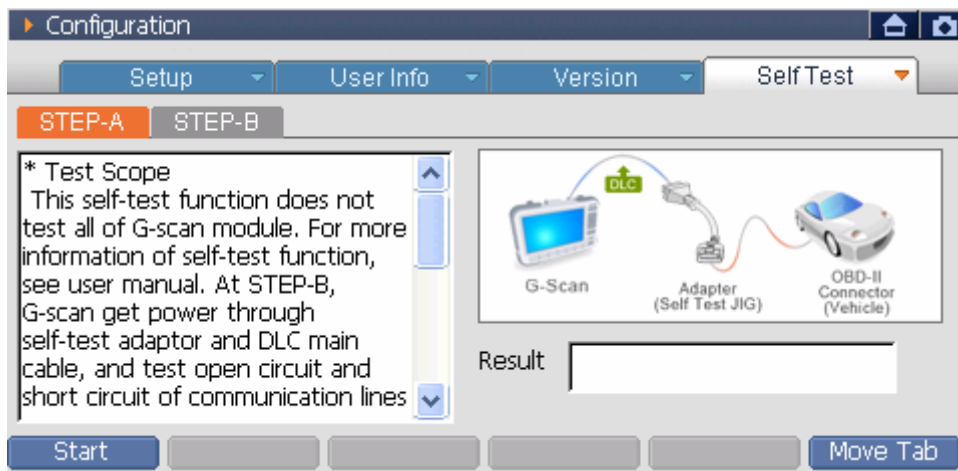 Configuration
Setup
User Info
Version
Self Test
STEP-A
STEP-B
* Test Scope
This self-test function does not
test all of G-scan module. For more
information of self-test function,
see user manual. At STEP-B,
G-scan get power through
self-test adaptor and DLC main
cable, and test open circuit and
short circuit of communication lines
DLC
G-Scan
Adapter
(Self Test JIG)
OBD-II
Connector
(Vehicle)
Result
Start
Move Tab